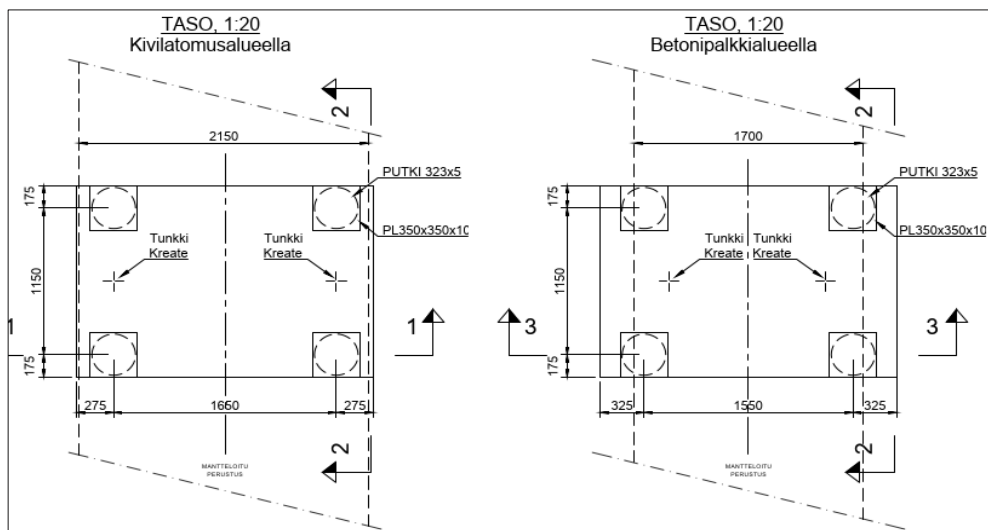 TASO, 1:20
Kivilatomusalueella
2
2150
PUTKI 323x5
175
PL350x350x10
Tunkki
Kreate
Tunkki
Kreate
1150
1
1
175
275
1650
275
2
MANTTELOITU
PERUSTUS
TASO, 1:20
Betonipalkkialueella
2
1700
PUTKI 323x5
175
PL350x350x10
Tunkki
Kreate
Tunkki
Kreate
1150
3
3
175
325
1550
325
2
MANTTELOITU
PERUSTUS